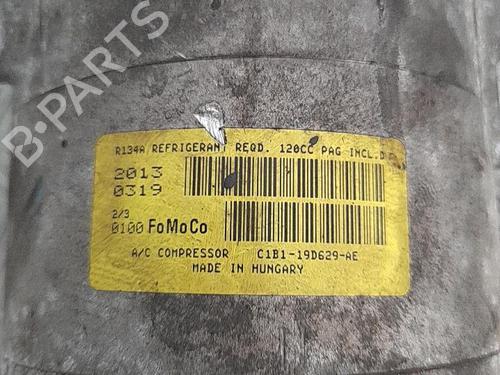 B-PARTS
R134A REFRIGERANT REQD. 120CC PAG INCL.
2013
0319
2/3
0100 FoMoCo
A/C COMPRESSOR C1B1-19D629-AE
MADE IN HUNGARY